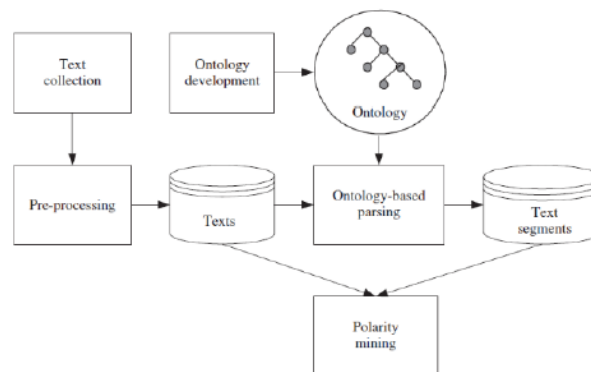 Text
collection
Ontology
development
Ontology
Pre-processing
Texts
Ontology-based
parsing
Text
segments
Polarity
mining